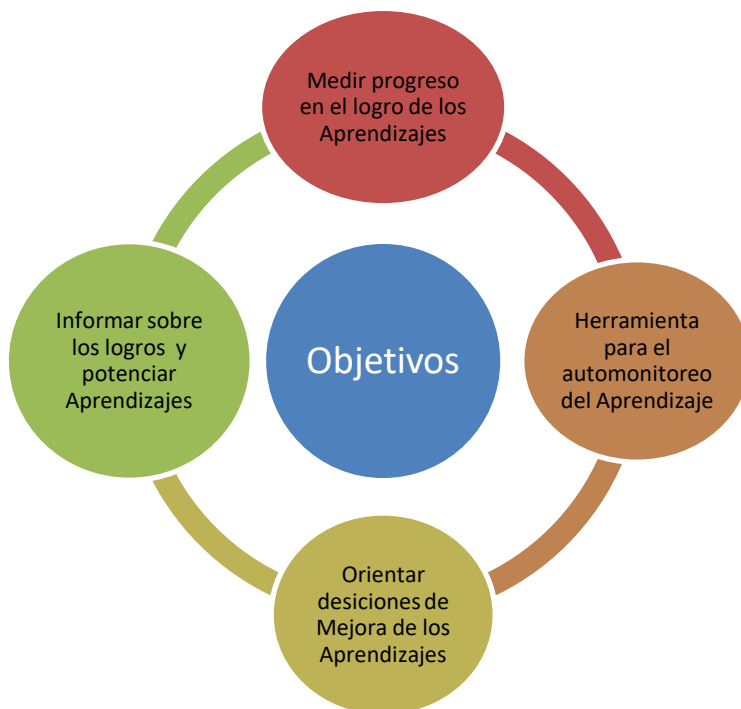 Medir progreso
en el logro de los
Aprendizajes
Informar sobre
los logros y
potenciar
Aprendizajes
Objetivos
Herramienta
para el
automonitoreo
del Aprendizaje
Orientar
desiciones de
Mejora de los
Aprendizajes